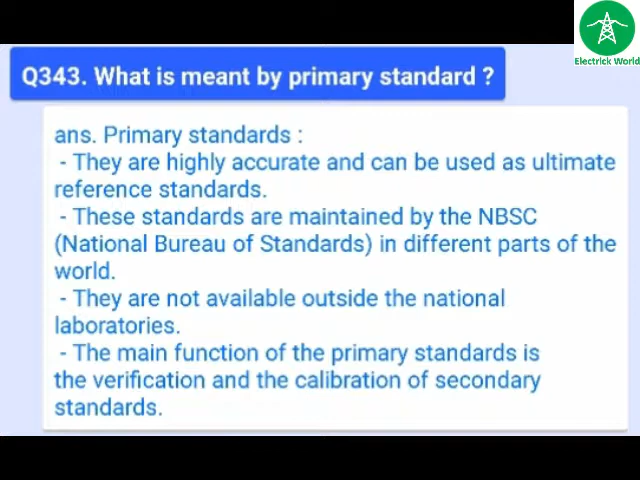 Electrick World
Q343. What is meant by primary standard ?
ans. Primary standards :
- They are highly accurate and can be used as ultimate
reference standards.
- These standards are maintained by the NBSC
(National Bureau of Standards) in different parts of the
world.
- They are not available outside the national
laboratories.
- The main function of the primary standards is
the verification and the calibration of secondary
standards.